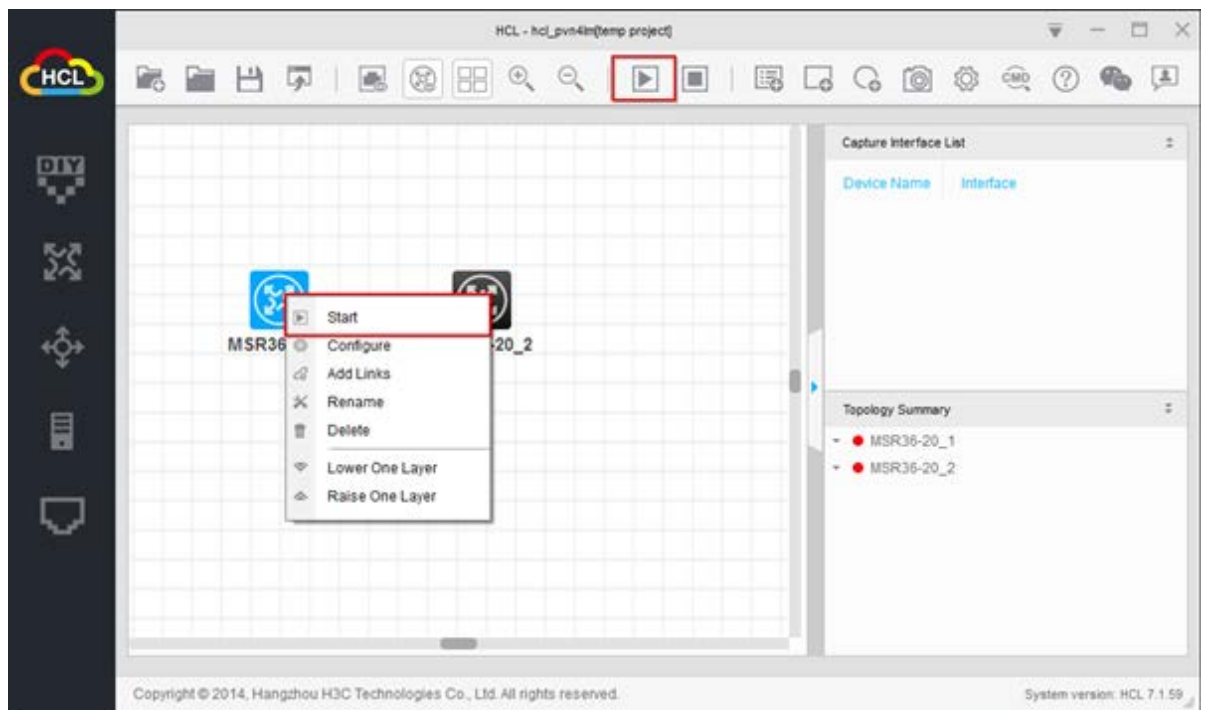 HCL - hcl_pvn4lm[temp project]
HCL
CMD
DIY
Capture Interface List
Device Name Interface
Start
MSR36 Configure -20_2
Add Links
Rename
Delete
Lower One Layer
Raise One Layer
Topology Summary
MSR36-20_1
MSR36-20_2
Copyright © 2014, Hangzhou H3C Technologies Co., Ltd. All rights reserved.
System version: HCL 7.1.59